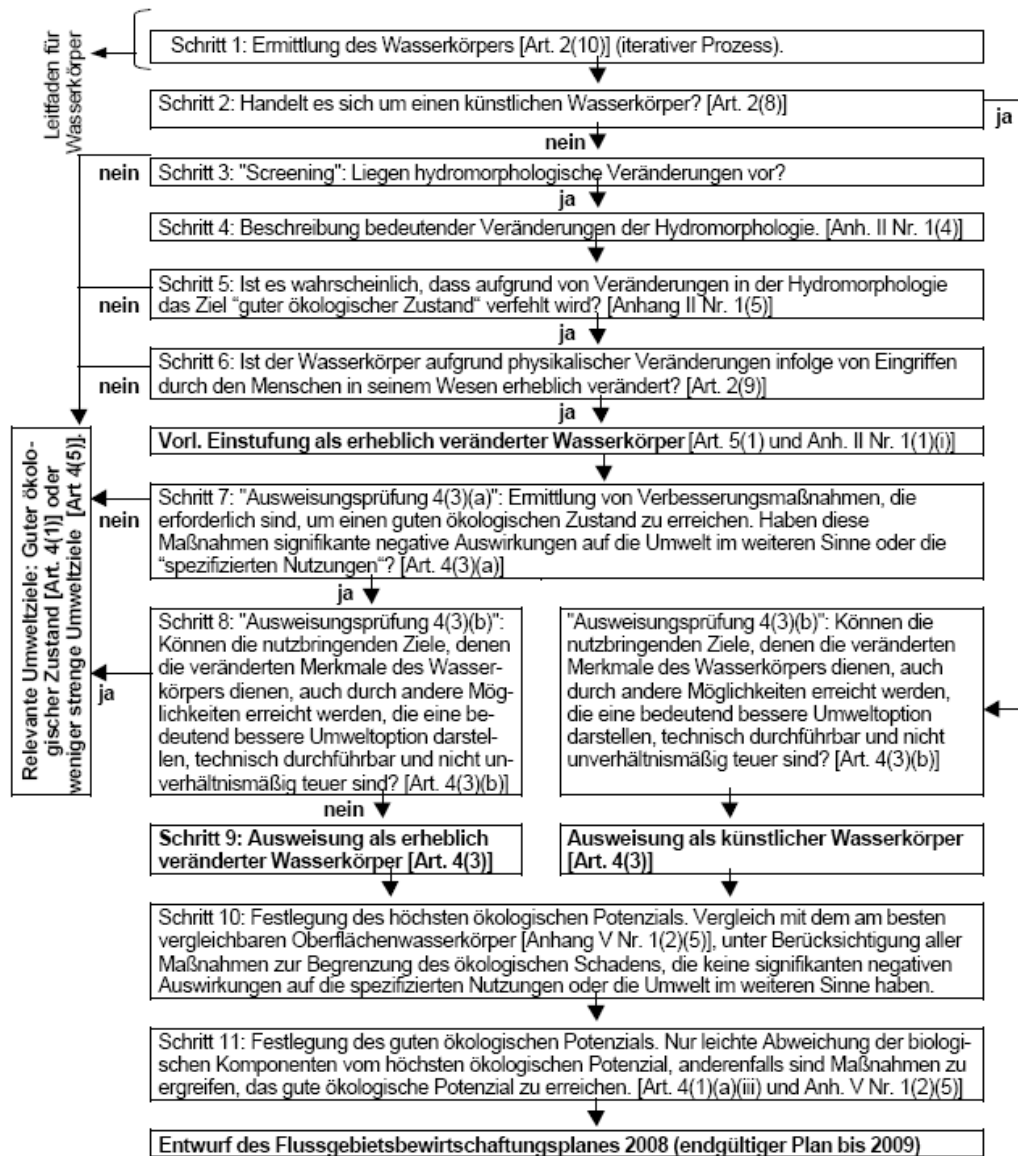 Leitfaden für
Wasserkörper
Schritt 1: Ermittlung des Wasserkörpers [Art. 2(10)] (iterativer Prozess).
Schritt 2: Handelt es sich um einen künstlichen Wasserkörper? [Art. 2(8)]
ja
nein
nein
Schritt 3: "Screening": Liegen hydromorphologische Veränderungen vor?
ja
Schritt 4: Beschreibung bedeutender Veränderungen der Hydromorphologie. [Anh. II Nr. 1(4)]
Schritt 5: Ist es wahrscheinlich, dass aufgrund von Veränderungen in der Hydromorphologie
das Ziel “guter ökologischer Zustand“ verfehlt wird? [Anhang II Nr. 1(5)]
nein
ja
Schritt 6: Ist der Wasserkörper aufgrund physikalischer Veränderungen infolge von Eingriffen
durch den Menschen in seinem Wesen erheblich verändert? [Art. 2(9)]
nein
ja
Vorl. Einstufung als erheblich veränderter Wasserkörper [Art. 5(1) und Anh. II Nr. 1(1)(i)]
Relevante Umweltziele: Guter ökolo-
gischer Zustand [Art. 4(1)] oder
weniger strenge Umweltziele [Art 4(5)].
Schritt 7: "Ausweisungsprüfung 4(3)(a)": Ermittlung von Verbesserungsmaßnahmen, die
erforderlich sind, um einen guten ökologischen Zustand zu erreichen. Haben diese
Maßnahmen signifikante negative Auswirkungen auf die Umwelt im weiteren Sinne oder die
“spezifizierten Nutzungen“? [Art. 4(3)(a)]
nein
ja
Schritt 8: "Ausweisungsprüfung 4(3)(b)":
Können die nutzbringenden Ziele, denen
die veränderten Merkmale des Wasser-
körpers dienen, auch durch andere Mög-
lichkeiten erreicht werden, die eine be-
deutend bessere Umweltoption darstel-
len, technisch durchführbar und nicht un-
verhältnismäßig teuer sind? [Art. 4(3)(b)]
ja
nein
"Ausweisungsprüfung 4(3)(b)": Können die
nutzbringenden Ziele, denen die veränderten
Merkmale des Wasserkörpers dienen, auch
durch andere Möglichkeiten erreicht werden,
die eine bedeutend bessere Umweltoption
darstellen, technisch durchführbar und nicht
unverhältnismäßig teuer sind? [Art. 4(3)(b)]
Schritt 9: Ausweisung als erheblich
veränderter Wasserkörper [Art. 4(3)]
Ausweisung als künstlicher Wasserkörper
[Art. 4(3)]
Schritt 10: Festlegung des höchsten ökologischen Potenzials. Vergleich mit dem am besten
vergleichbaren Oberflächenwasserkörper [Anhang V Nr. 1(2)(5)], unter Berücksichtigung aller
Maßnahmen zur Begrenzung des ökologischen Schadens, die keine signifikanten negativen
Auswirkungen auf die spezifizierten Nutzungen oder die Umwelt im weiteren Sinne haben.
Schritt 11: Festlegung des guten ökologischen Potenzials. Nur leichte Abweichung der biologi-
schen Komponenten vom höchsten ökologischen Potenzial, anderenfalls sind Maßnahmen zu
ergreifen, das gute ökologische Potenzial zu erreichen. [Art. 4(1)(a)(iii) und Anh. V Nr. 1(2)(5)]
Entwurf des Flussgebietsbewirtschaftungsplanes 2008 (endgültiger Plan bis 2009)